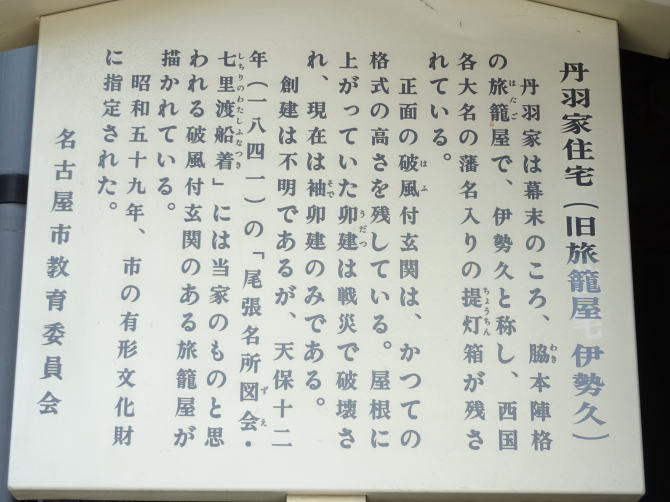 丹羽家住宅（旧旅籠屋 伊勢久）
丹羽家は幕末のころ、脇本陣格
の旅籠屋で、伊勢久と称し、西国
各大名の藩名入りの提灯箱が残さ
れている。
正面の破風付玄関は、かつての
格式の高さを残している。屋根に
上がっていた卯建は戦災で破壊さ
れ、現在は袖卯建のみである。
創建は不明であるが、天保十二
年（一八四一）の「尾張名所図会・
七里渡船着」には当家のものと思
われる破風付玄関のある旅籠屋が
描かれている。
昭和五十九年、市の有形文化財
に指定された。
名古屋市教育委員会